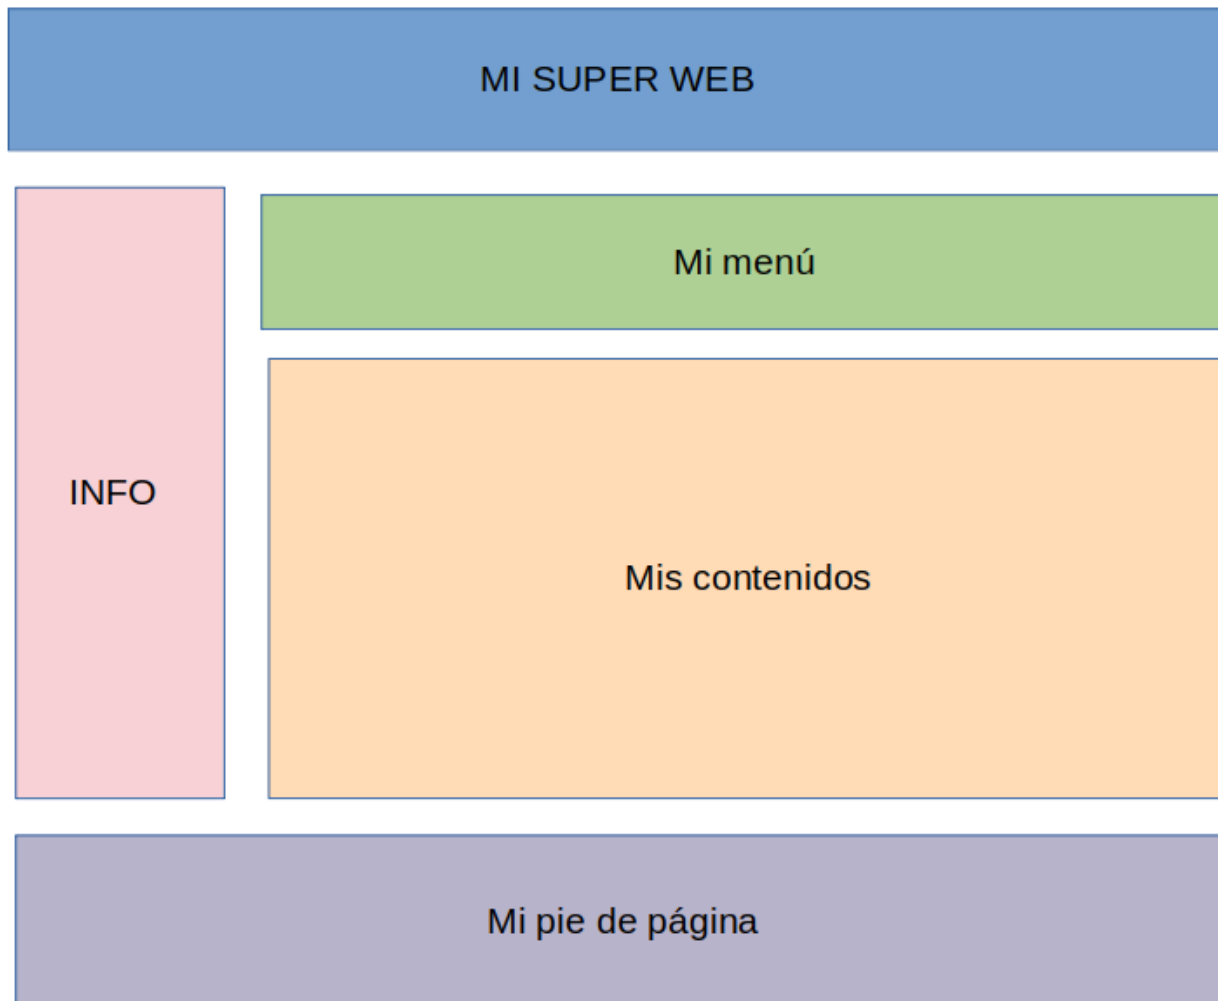 MI SUPER WEB
Mi menú
INFO
Mis contenidos
Mi pie de página